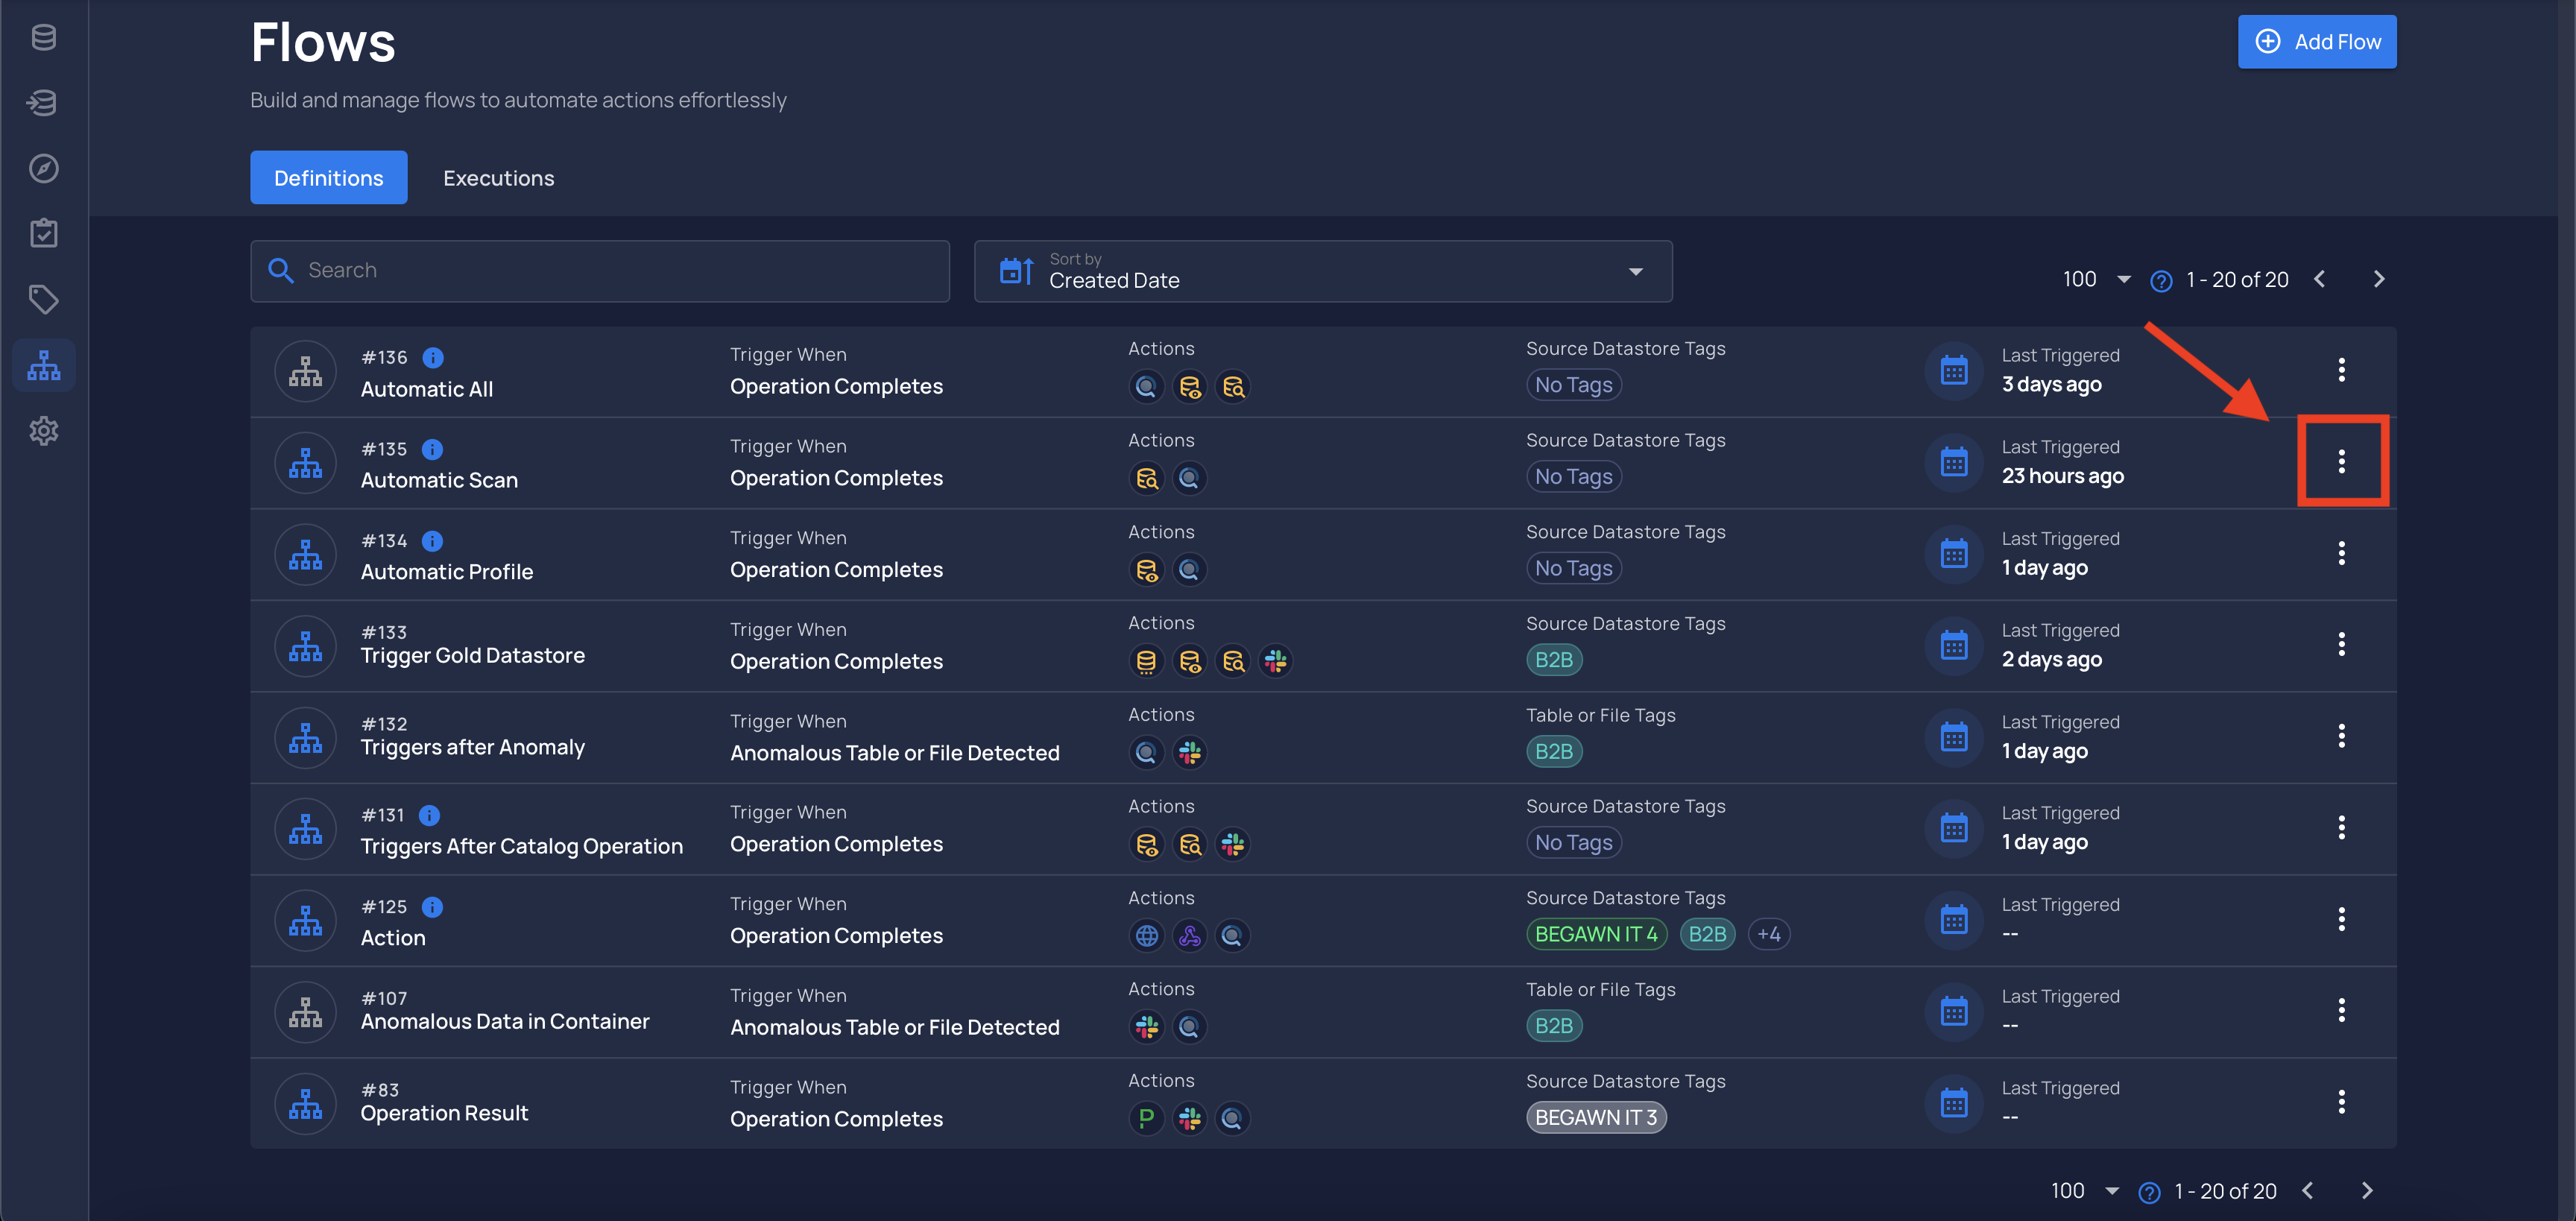 Flows
Add Flow
Build and manage flows to automate actions effortlessly
Definitions Executions
Search
Sort by
Created Date
100 1 - 20 of 20
#136
Automatic All
Trigger When
Operation Completes
Actions
Source Datastore Tags
No Tags
Last Triggered
3 days ago
#135
Automatic Scan
Trigger When
Operation Completes
Actions
Source Datastore Tags
No Tags
Last Triggered
23 hours ago
#134
Automatic Profile
Trigger When
Operation Completes
Actions
Source Datastore Tags
No Tags
Last Triggered
1 day ago
#133
Trigger Gold Datastore
Trigger When
Operation Completes
Actions
Source Datastore Tags
B2B
Last Triggered
2 days ago
#132
Triggers after Anomaly
Trigger When
Anomalous Table or File Detected
Actions
Table or File Tags
B2B
Last Triggered
1 day ago
#131
Triggers After Catalog Operation
Trigger When
Operation Completes
Actions
Source Datastore Tags
No Tags
Last Triggered
1 day ago
#125
Action
Trigger When
Operation Completes
Actions
Source Datastore Tags
BEGAWN IT 4 B2B +4
Last Triggered
--
#107
Anomalous Data in Container
Trigger When
Anomalous Table or File Detected
Actions
Table or File Tags
B2B
Last Triggered
--
#83
Operation Result
Trigger When
Operation Completes
Actions
P
Source Datastore Tags
BEGAWN IT 3
Last Triggered
--
100 1 - 20 of 20